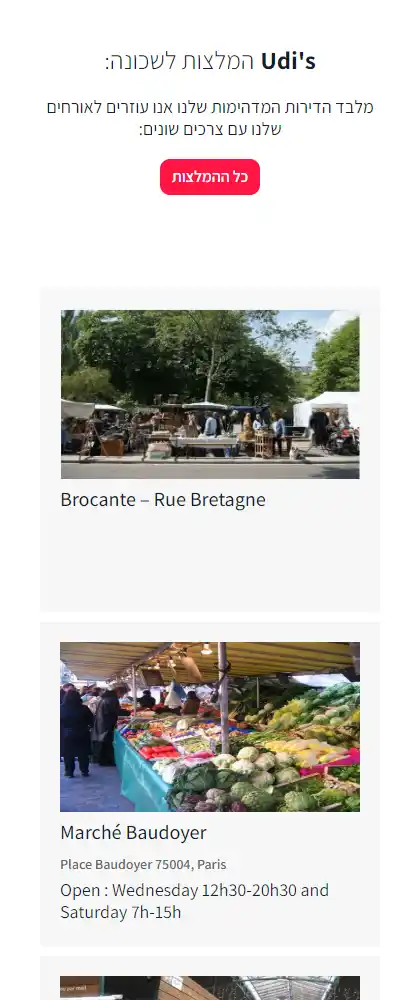 Udi's המלצות לשכונה:
מלבד הדירות המדהימות שלנו אנו עוזרים לאורחים
שלנו עם צרכים שונים:
כל ההמלצות
Brocante – Rue Bretagne
Marché Baudoyer
Place Baudoyer 75004, Paris
Open : Wednesday 12h30-20h30 and
Saturday 7h-15h